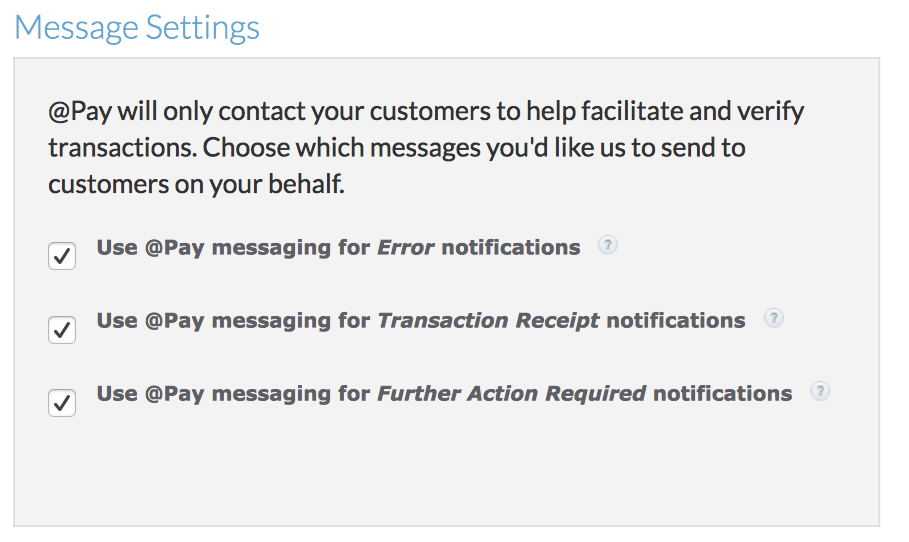 Message Settings
@Pay will only contact your customers to help facilitate and verify
transactions. Choose which messages you'd like us to send to
customers on your behalf.
Use @Pay messaging for Error notifications ?
Use @Pay messaging for Transaction Receipt notifications ?
Use @Pay messaging for Further Action Required notifications ?